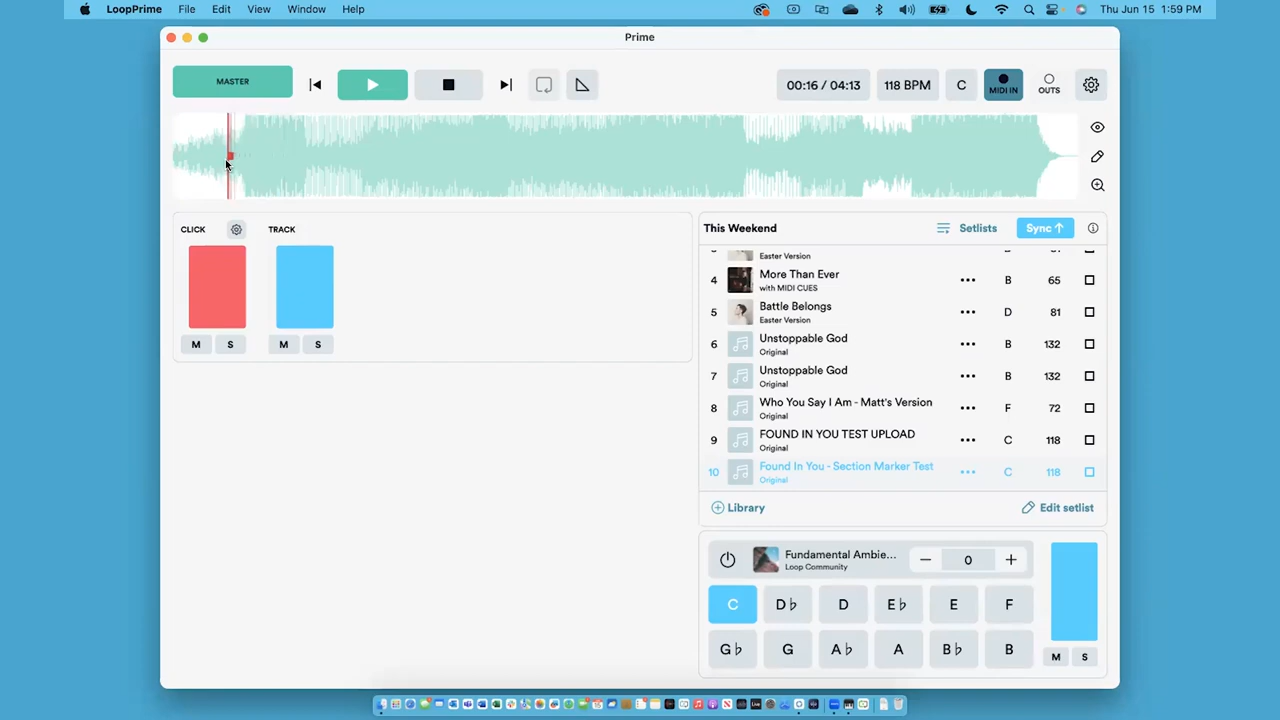 LoopPrime File Edit View Window Help Thu Jun 15 1:59 PM
Prime
MASTER
00:16 / 04:13
118 BPM
C
MIDI IN
OUTS
CLICK
TRACK
M S
M S
This Weekend
Setlists
Sync ↑
Easter Version
4 More Than Ever ••• B 65
with MIDI CUES
5 Battle Belongs ••• D 81
Easter Version
6 Unstoppable God ••• B 132
Original
7 Unstoppable God ••• B 132
Original
8 Who You Say I Am - Matt's Version ••• F 72
Original
9 FOUND IN YOU TEST UPLOAD ••• C 118
Original
10 Found In You - Section Marker Test ••• C 118
Original
Library
Edit setlist
Fundamental Ambie...
Loop Community
− 0 +
C D♭ D E♭ E F
G♭ G A♭ A B♭ B
M S